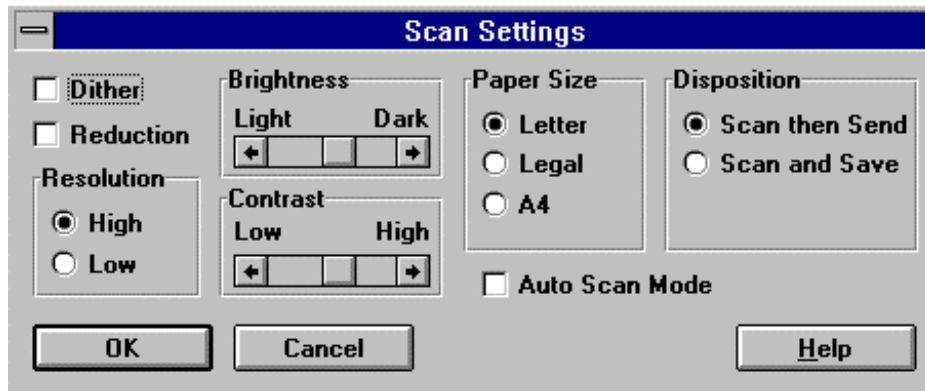 Scan Settings
Dither
Reduction
Resolution
High
Low
Brightness
Light Dark
Contrast
Low High
Paper Size
Letter
Legal
A4
Disposition
Scan then Send
Scan and Save
Auto Scan Mode
OK Cancel Help